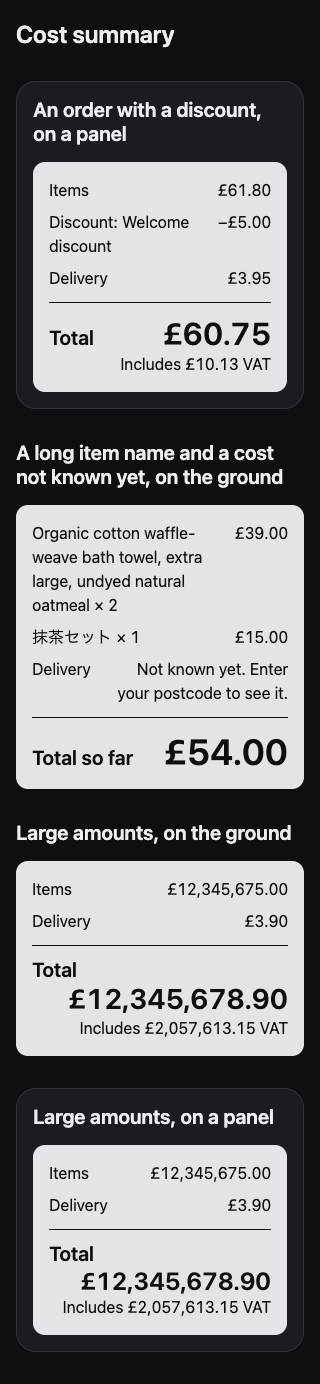 Cost summary
An order with a discount,
on a panel
Items £61.80
Discount: Welcome −£5.00
discount
Delivery £3.95
Total £60.75
Includes £10.13 VAT
A long item name and a cost
not known yet, on the ground
Organic cotton waffle- £39.00
weave bath towel, extra
large, undyed natural
oatmeal × 2
抹茶セット × 1 £15.00
Delivery Not known yet. Enter
your postcode to see it.
Total so far £54.00
Large amounts, on the ground
Items £12,345,675.00
Delivery £3.90
Total
£12,345,678.90
Includes £2,057,613.15 VAT
Large amounts, on a panel
Items £12,345,675.00
Delivery £3.90
Total
£12,345,678.90
Includes £2,057,613.15 VAT